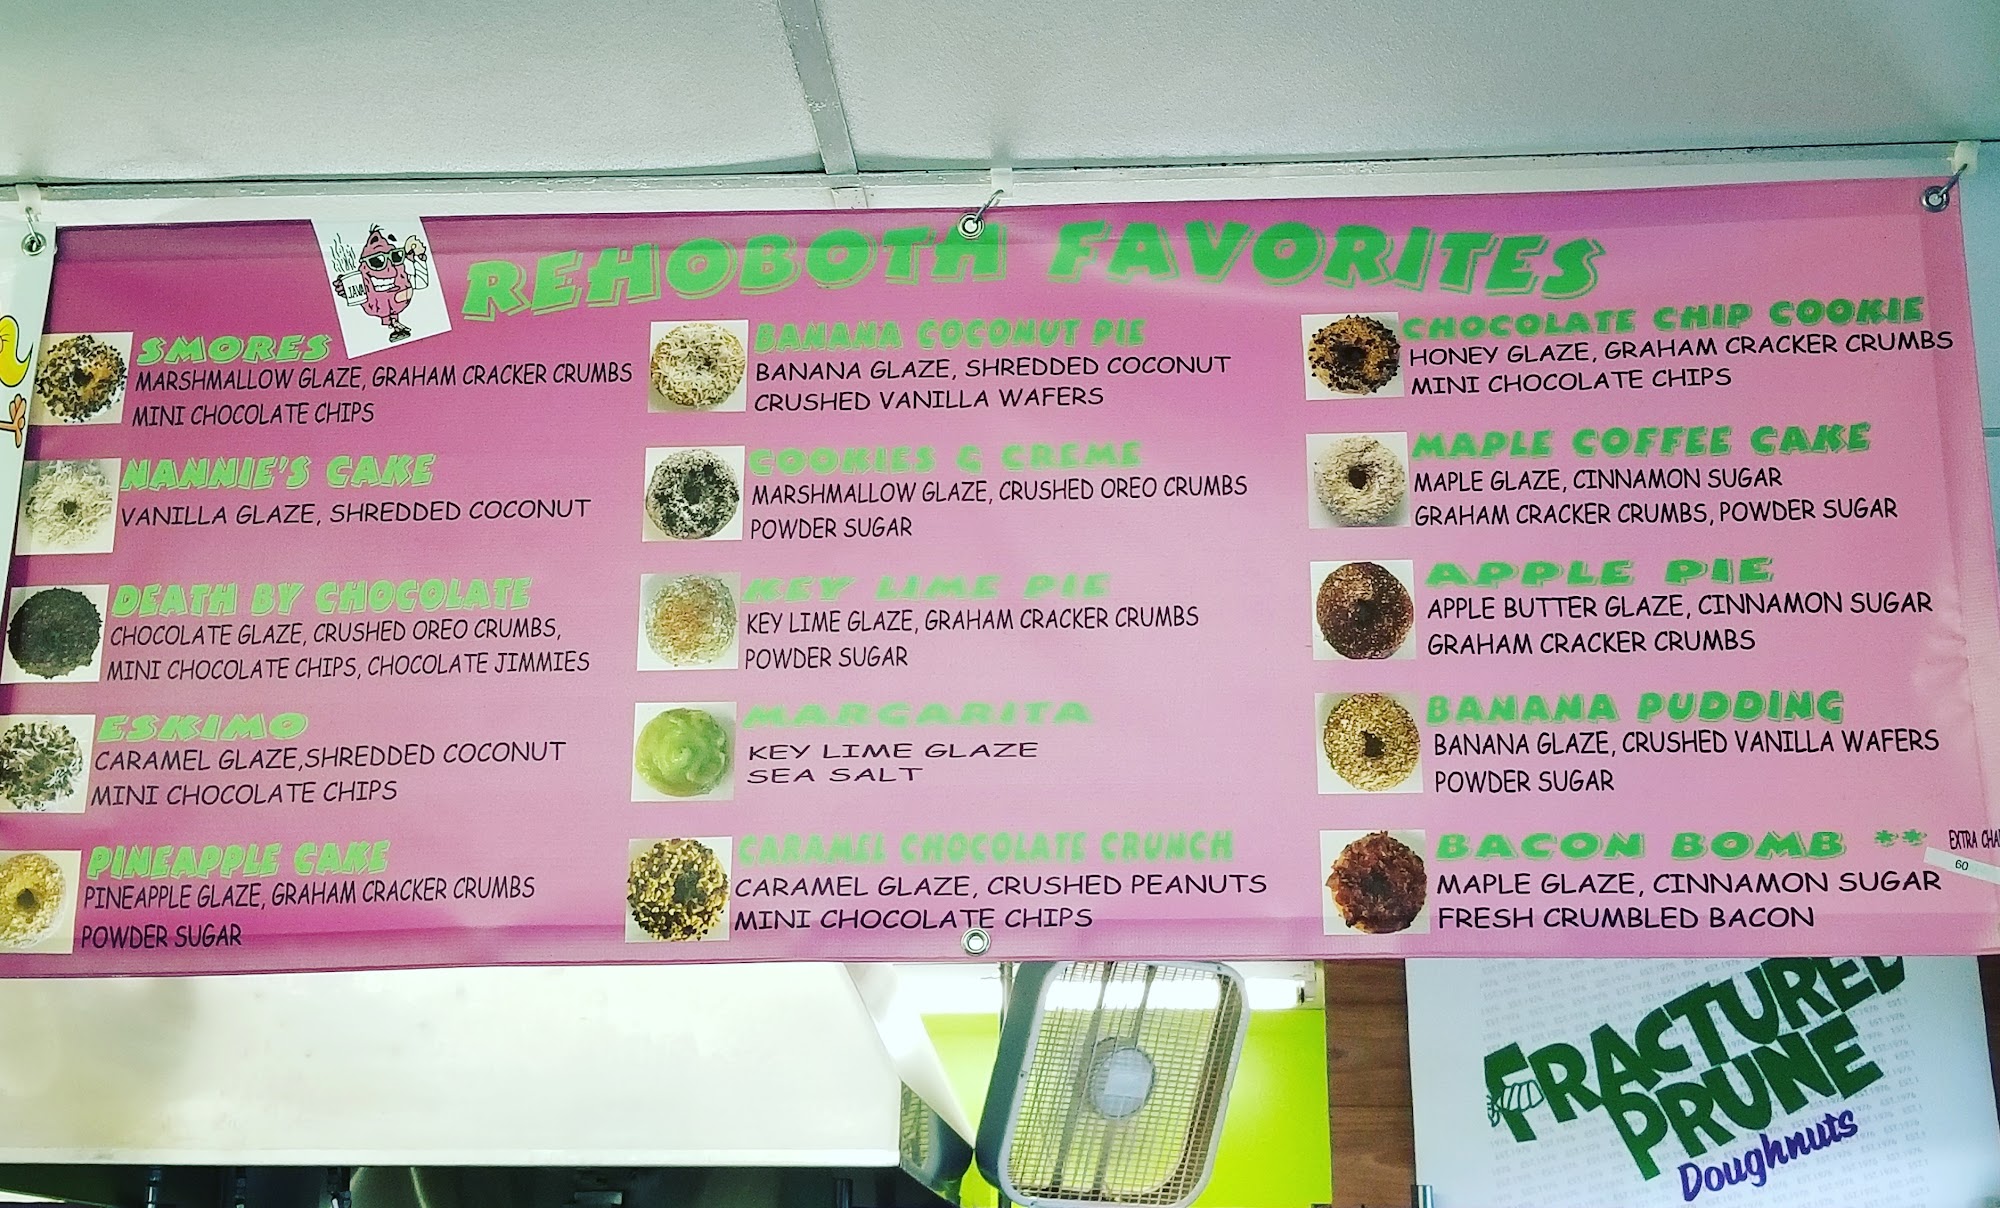 JAVA
REHOBOTH FAVORITES
SMORES
MARSHMALLOW GLAZE, GRAHAM CRACKER CRUMBS
MINI CHOCOLATE CHIPS
NANNIE'S CAKE
VANILLA GLAZE, SHREDDED COCONUT
DEATH BY CHOCOLATE
CHOCOLATE GLAZE, CRUSHED OREO CRUMBS,
MINI CHOCOLATE CHIPS, CHOCOLATE JIMMIES
ESKIMO
CARAMEL GLAZE,SHREDDED COCONUT
MINI CHOCOLATE CHIPS
PINEAPPLE CAKE
PINEAPPLE GLAZE, GRAHAM CRACKER CRUMBS
POWDER SUGAR
BANANA COCONUT PIE
BANANA GLAZE, SHREDDED COCONUT
CRUSHED VANILLA WAFERS
COOKIES & CREME
MARSHMALLOW GLAZE, CRUSHED OREO CRUMBS
POWDER SUGAR
KEY LIME PIE
KEY LIME GLAZE, GRAHAM CRACKER CRUMBS
POWDER SUGAR
MARGARITA
KEY LIME GLAZE
SEA SALT
CARAMEL CHOCOLATE CRUNCH
CARAMEL GLAZE, CRUSHED PEANUTS
MINI CHOCOLATE CHIPS
CHOCOLATE CHIP COOKIE
HONEY GLAZE, GRAHAM CRACKER CRUMBS
MINI CHOCOLATE CHIPS
MAPLE COFFEE CAKE
MAPLE GLAZE, CINNAMON SUGAR
GRAHAM CRACKER CRUMBS, POWDER SUGAR
APPLE PIE
APPLE BUTTER GLAZE, CINNAMON SUGAR
GRAHAM CRACKER CRUMBS
BANANA PUDDING
BANANA GLAZE, CRUSHED VANILLA WAFERS
POWDER SUGAR
BACON BOMB ** EXTRA CHA
60
MAPLE GLAZE, CINNAMON SUGAR
FRESH CRUMBLED BACON
FRACTURED
PRUNE
Doughnuts